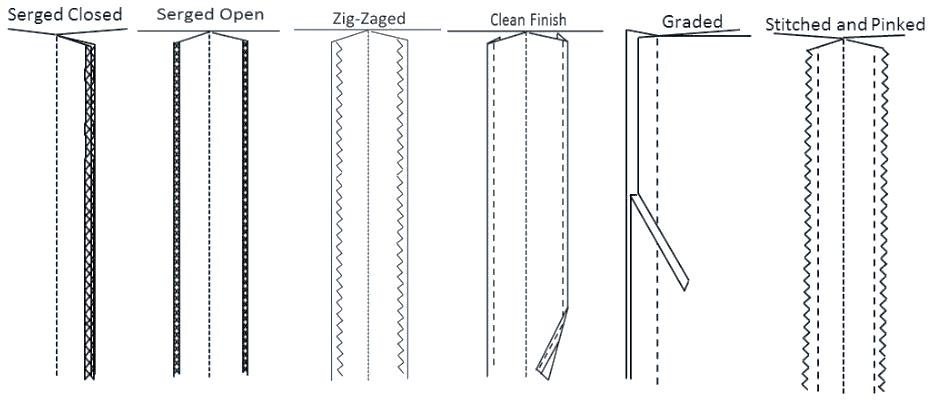 Serged Closed
Serged Open
Zig-Zaged
Clean Finish
Graded
Stitched and Pinked